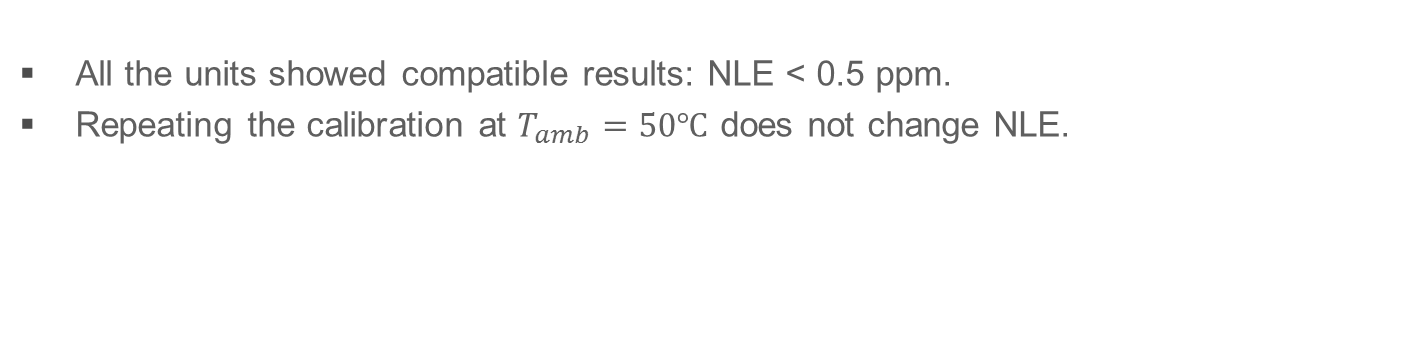 ▪ All the units showed compatible results: NLE < 0.5 ppm.
▪ Repeating the calibration at T_amb = 50°C does not change NLE.